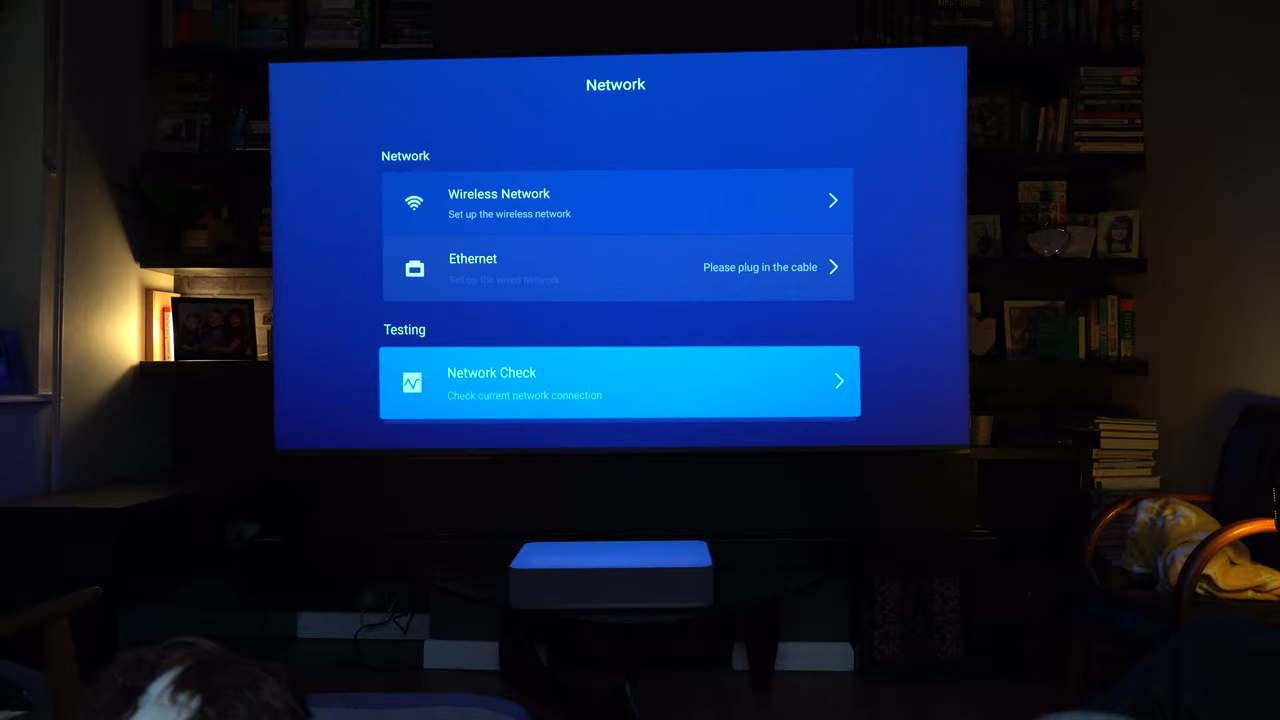 Network
Network
Wireless Network
Set up the wireless network
Ethernet
Set up the wired network
Please plug in the cable
Testing
Network Check
Check current network connection